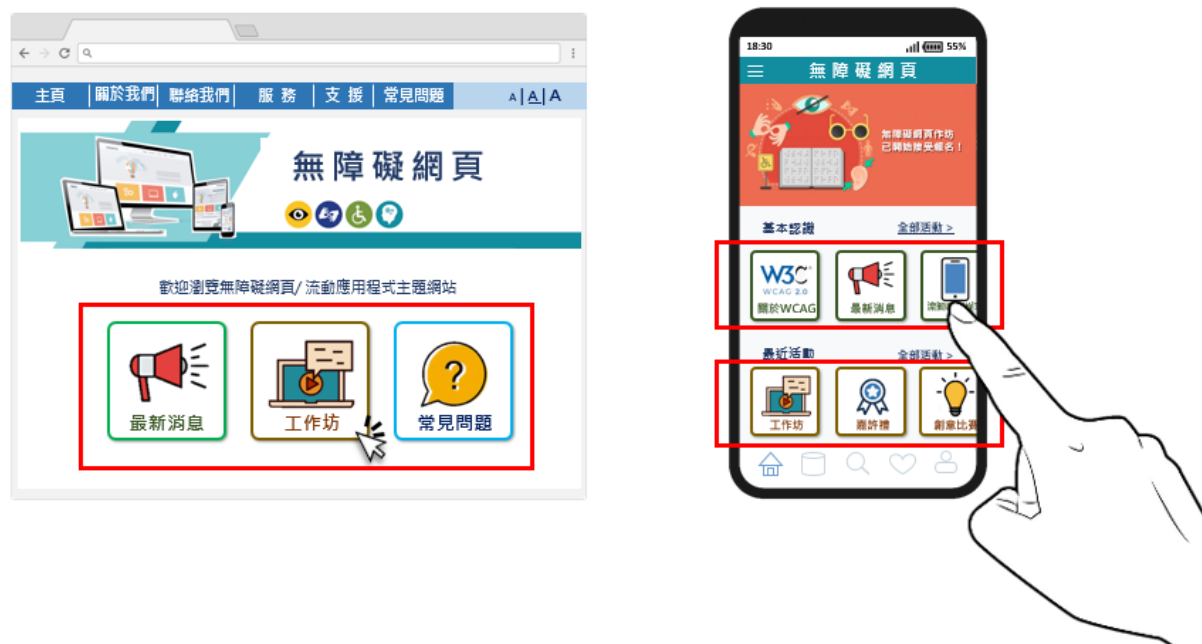 主頁 關於我們 聯絡我們 服務 支援 常見問題 A A A
無障礙網頁
歡迎瀏覽無障礙網頁/流動應用程式主題網站
最新消息 工作坊 常見問題
18:30 55%
無障礙網頁
無障礙網頁作坊
已開始接受報名！
基本認識 全部活動 >
W3C
WCAG 2.0
關於WCAG 最新消息
最近活動 全部活動 >
工作坊 嘉許禮 創意比賽